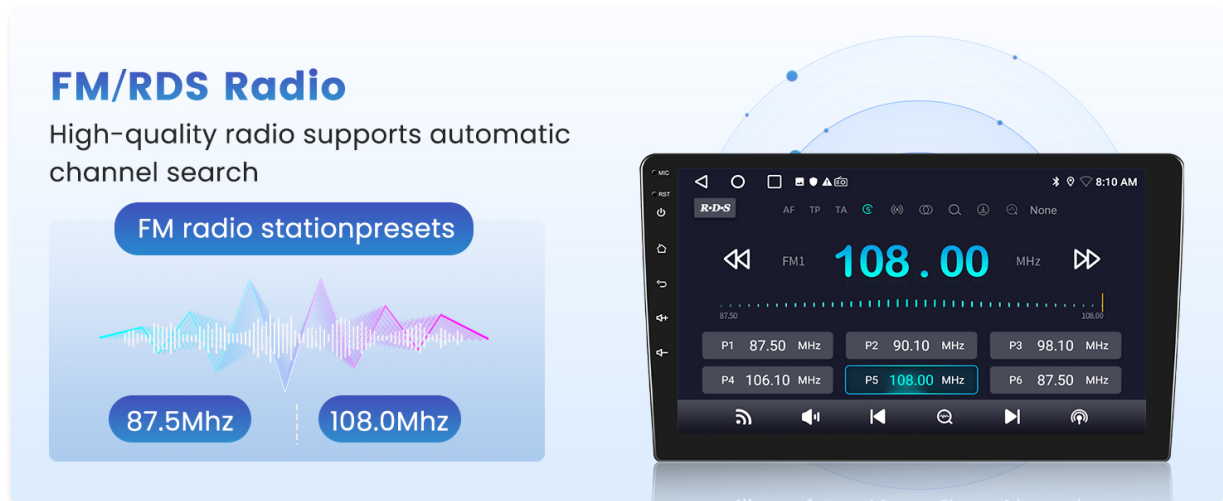 FM/RDS Radio
High-quality radio supports automatic
channel search
FM radio stationpresets
87.5Mhz
108.0Mhz
MIC
RST
8:10 AM
R·D·S
AF TP TA
None
FM1
108.00
MHz
87.50
108.00
P1 87.50 MHz
P2 90.10 MHz
P3 98.10 MHz
P4 106.10 MHz
P5 108.00 MHz
P6 87.50 MHz